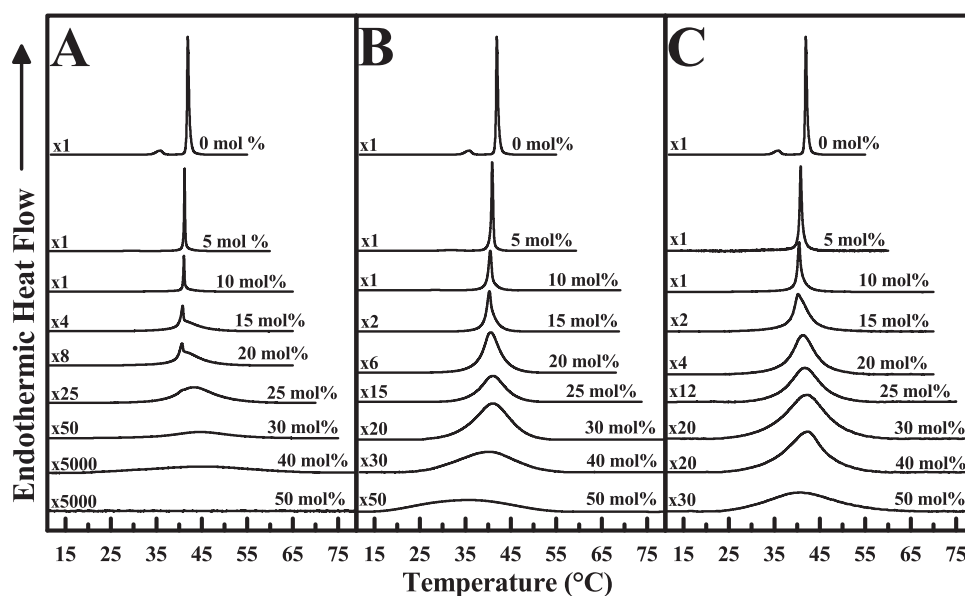 Endothermic Heat Flow
A
x1 0 mol %
x1 5 mol %
x1 10 mol%
x4 15 mol%
x8 20 mol%
x25 25 mol%
x50 30 mol%
x5000 40 mol%
x5000 50 mol%
15 25 35 45 55 65 75
B
x1 0 mol%
x1 5 mol%
x1 10 mol%
x2 15 mol%
x6 20 mol%
x15 25 mol%
x20 30 mol%
x30 40 mol%
x50 50 mol%
15 25 35 45 55 65 75
C
x1 0 mol%
x1 5 mol%
x1 10 mol%
x2 15 mol%
x4 20 mol%
x12 25 mol%
x20 30 mol%
x20 40 mol%
x30 50 mol%
15 25 35 45 55 65 75
Temperature (°C)